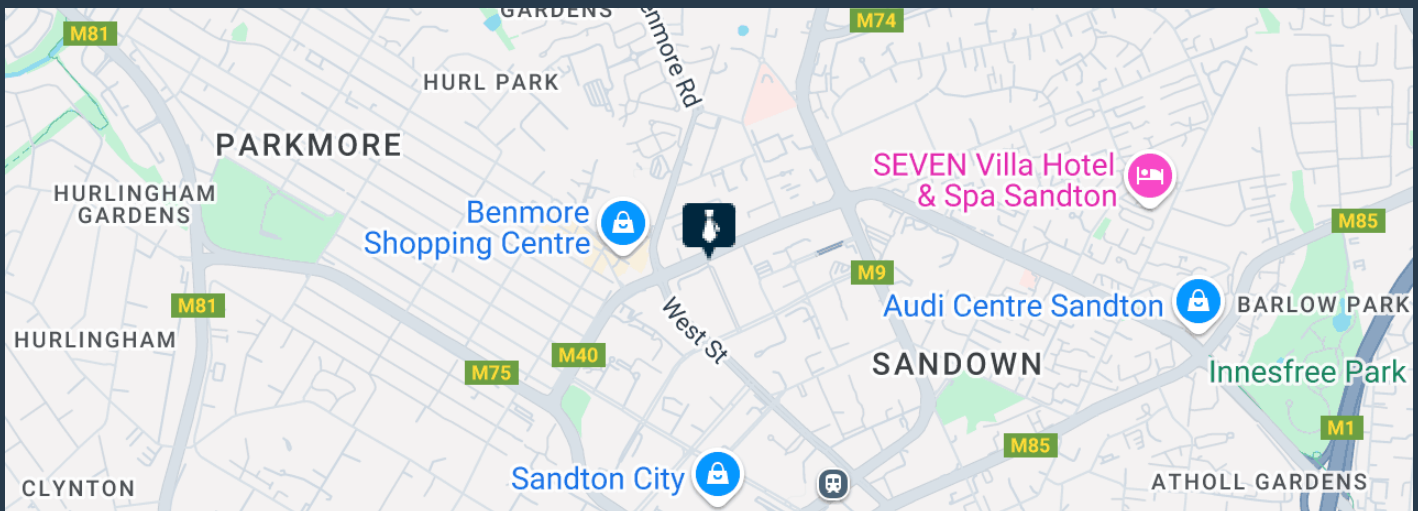 GARDENS
M81
M74
enmore Rd
HURL PARK
PARKMORE
SEVEN Villa Hotel
& Spa Sandton
HURLINGHAM
GARDENS
Benmore
Shopping Centre
M85
M9
M81
Audi Centre Sandton
BARLOW PARK
West St
HURLINGHAM
M40
M75
SANDOWN
Innesfree Park
M1
M85
Sandton City
CLYNTON
ATHOLL GARDENS